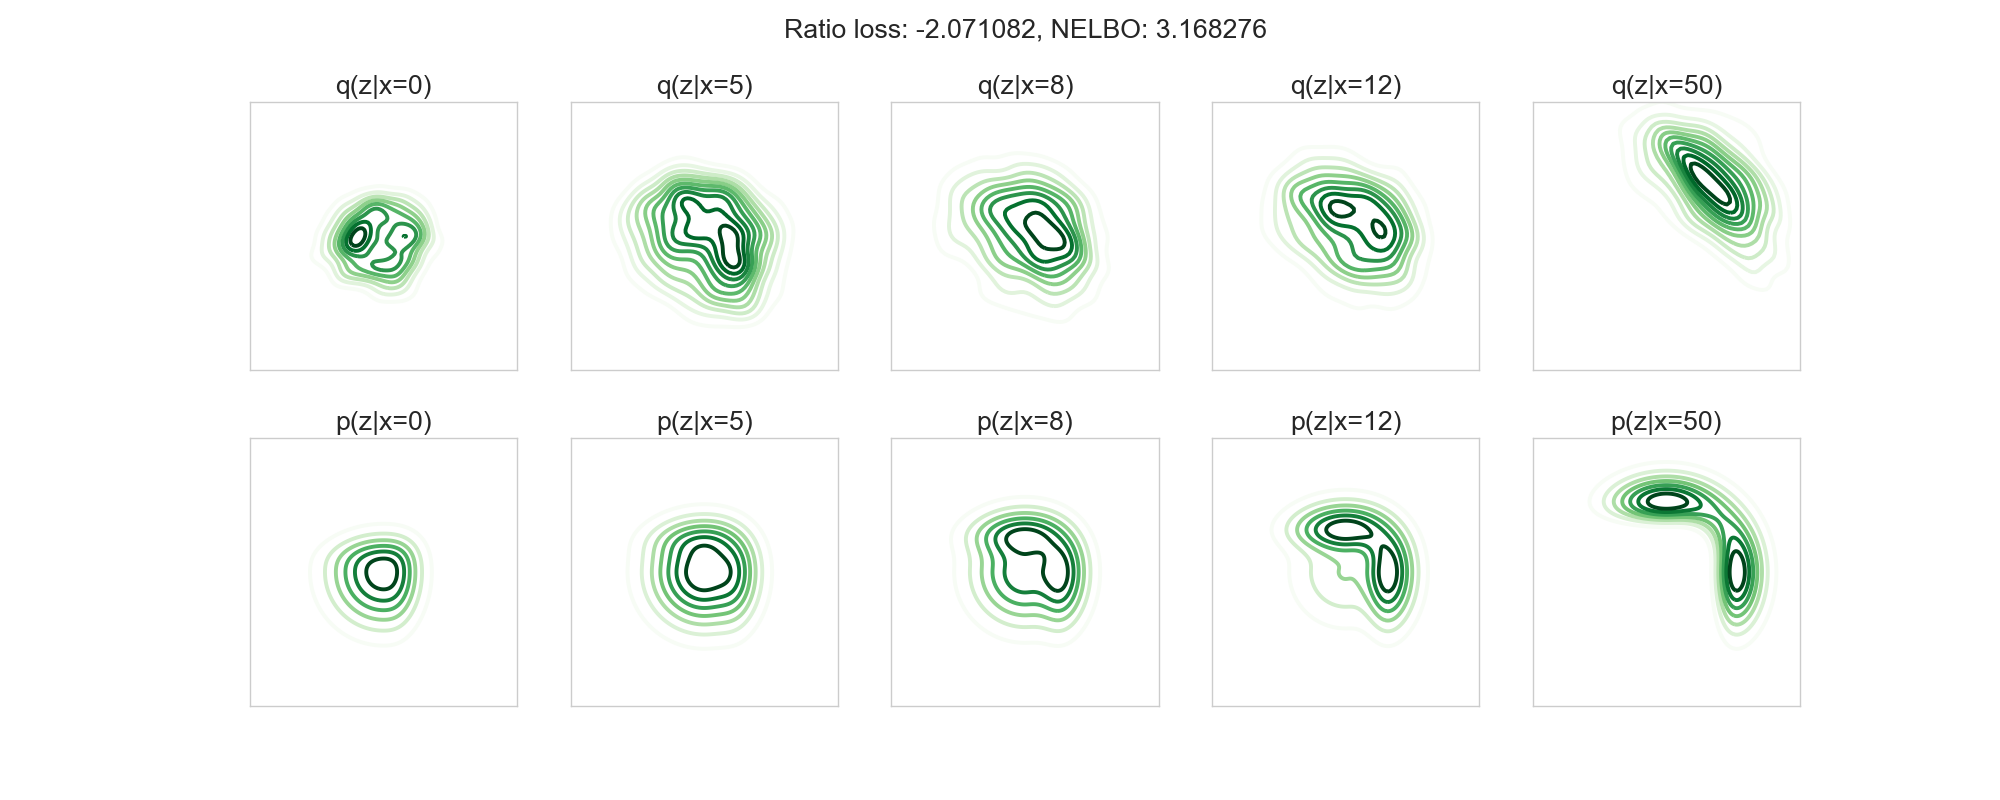 Ratio loss: -2.071082, NELBO: 3.168276
q(z|x=0) q(z|x=5) q(z|x=8) q(z|x=12) q(z|x=50)
p(z|x=0) p(z|x=5) p(z|x=8) p(z|x=12) p(z|x=50)